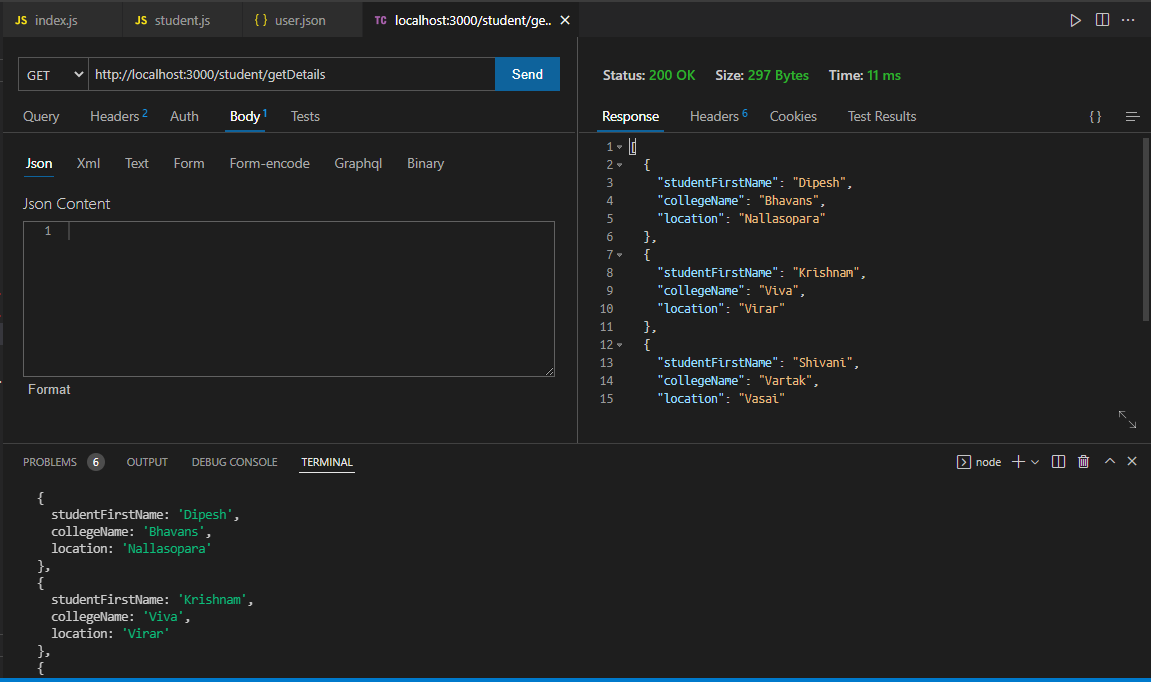 JS index.js JS student.js { } user.json TC localhost:3000/student/ge..
GET http://localhost:3000/student/getDetails Send
Query Headers 2 Auth Body 1 Tests
Json Xml Text Form Form-encode Graphql Binary
Json Content
1
Format
Status: 200 OK Size: 297 Bytes Time: 11 ms
Response Headers 6 Cookies Test Results { }
1 [
2 {
3 "studentFirstName": "Dipesh",
4 "collegeName": "Bhavans",
5 "location": "Nallasopara"
6 },
7 {
8 "studentFirstName": "Krishnam",
9 "collegeName": "Viva",
10 "location": "Virar"
11 },
12 {
13 "studentFirstName": "Shivani",
14 "collegeName": "Vartak",
15 "location": "Vasai"
PROBLEMS 6 OUTPUT DEBUG CONSOLE TERMINAL node
{
studentFirstName: 'Dipesh',
collegeName: 'Bhavans',
location: 'Nallasopara'
},
{
studentFirstName: 'Krishnam',
collegeName: 'Viva',
location: 'Virar'
},
{